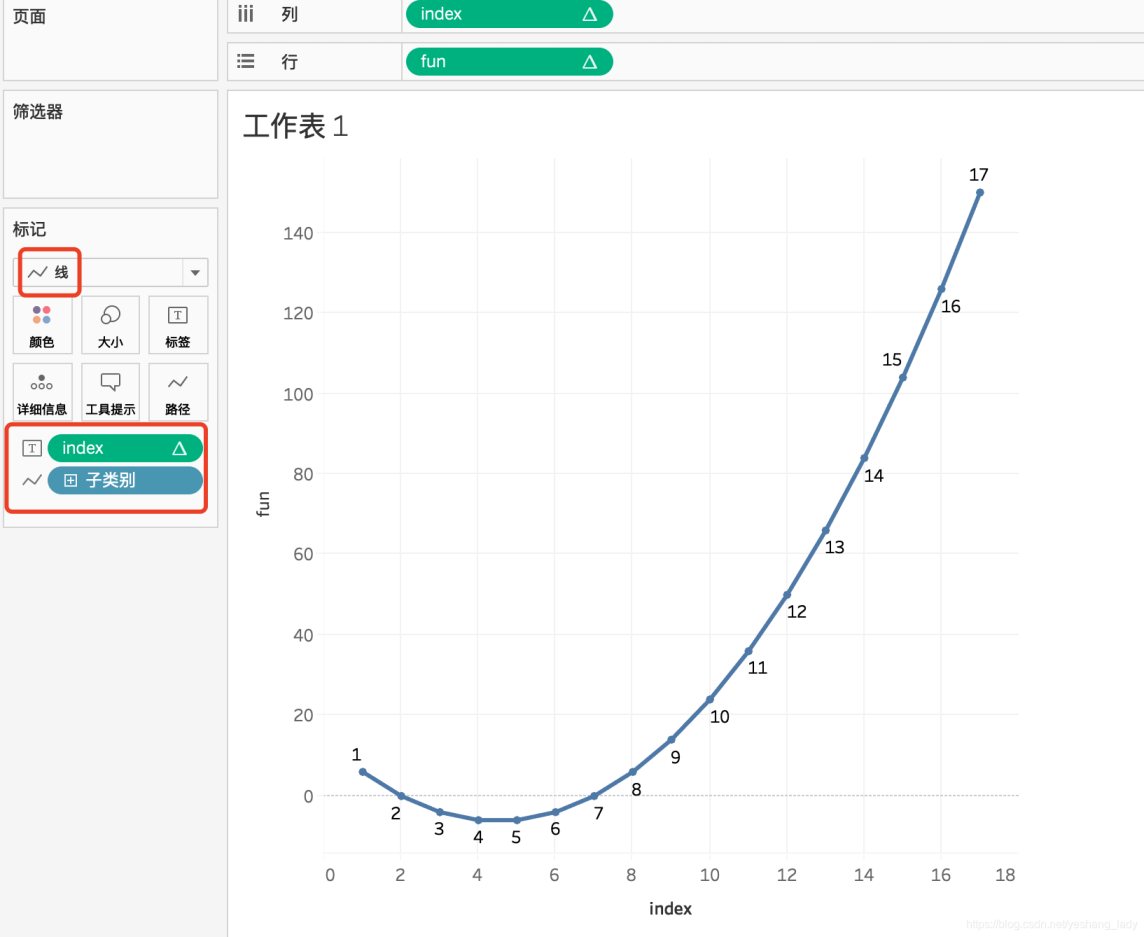 页面
iii 列 index Δ
行 fun Δ
筛选器
工作表 1
标记
线
颜色 大小 T 标签
详细信息 工具提示 路径
T index Δ
子类别
fun
140
120
100
80
60
40
20
0
1
2
3
4
5
6
7
8
9
10
11
12
13
14
15
16
17
0 2 4 6 8 10 12 14 16 18
index
https://blog.csdn.net/yeshang_lady